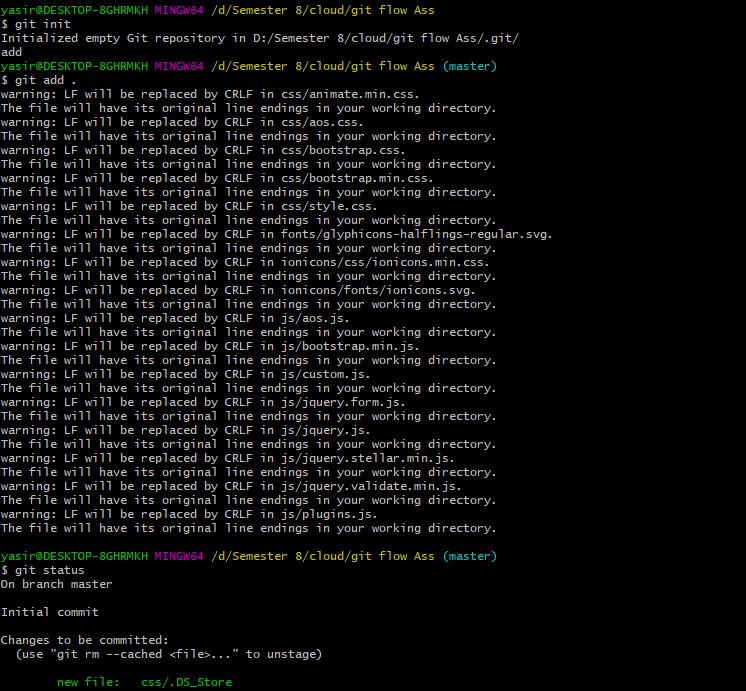 yasir@DESKTOP-8GHRMKH MINGW64 /d/Semester 8/cloud/git flow Ass
$ git init
Initialized empty Git repository in D:/Semester 8/cloud/git flow Ass/.git/
add
yasir@DESKTOP-8GHRMKH MINGW64 /d/Semester 8/cloud/git flow Ass (master)
$ git add .
warning: LF will be replaced by CRLF in css/animate.min.css.
The file will have its original line endings in your working directory.
warning: LF will be replaced by CRLF in css/aos.css.
The file will have its original line endings in your working directory.
warning: LF will be replaced by CRLF in css/bootstrap.css.
The file will have its original line endings in your working directory.
warning: LF will be replaced by CRLF in css/bootstrap.min.css.
The file will have its original line endings in your working directory.
warning: LF will be replaced by CRLF in css/style.css.
The file will have its original line endings in your working directory.
warning: LF will be replaced by CRLF in fonts/glyphicons-halflings-regular.svg.
The file will have its original line endings in your working directory.
warning: LF will be replaced by CRLF in ionicons/css/ionicons.min.css.
The file will have its original line endings in your working directory.
warning: LF will be replaced by CRLF in ionicons/fonts/ionicons.svg.
The file will have its original line endings in your working directory.
warning: LF will be replaced by CRLF in js/aos.js.
The file will have its original line endings in your working directory.
warning: LF will be replaced by CRLF in js/bootstrap.min.js.
The file will have its original line endings in your working directory.
warning: LF will be replaced by CRLF in js/custom.js.
The file will have its original line endings in your working directory.
warning: LF will be replaced by CRLF in js/jquery.form.js.
The file will have its original line endings in your working directory.
warning: LF will be replaced by CRLF in js/jquery.js.
The file will have its original line endings in your working directory.
warning: LF will be replaced by CRLF in js/jquery.stellar.min.js.
The file will have its original line endings in your working directory.
warning: LF will be replaced by CRLF in js/jquery.validate.min.js.
The file will have its original line endings in your working directory.
warning: LF will be replaced by CRLF in js/plugins.js.
The file will have its original line endings in your working directory.
yasir@DESKTOP-8GHRMKH MINGW64 /d/Semester 8/cloud/git flow Ass (master)
$ git status
On branch master
Initial commit
Changes to be committed:
(use "git rm --cached <file>..." to unstage)
new file:   css/.DS_Store